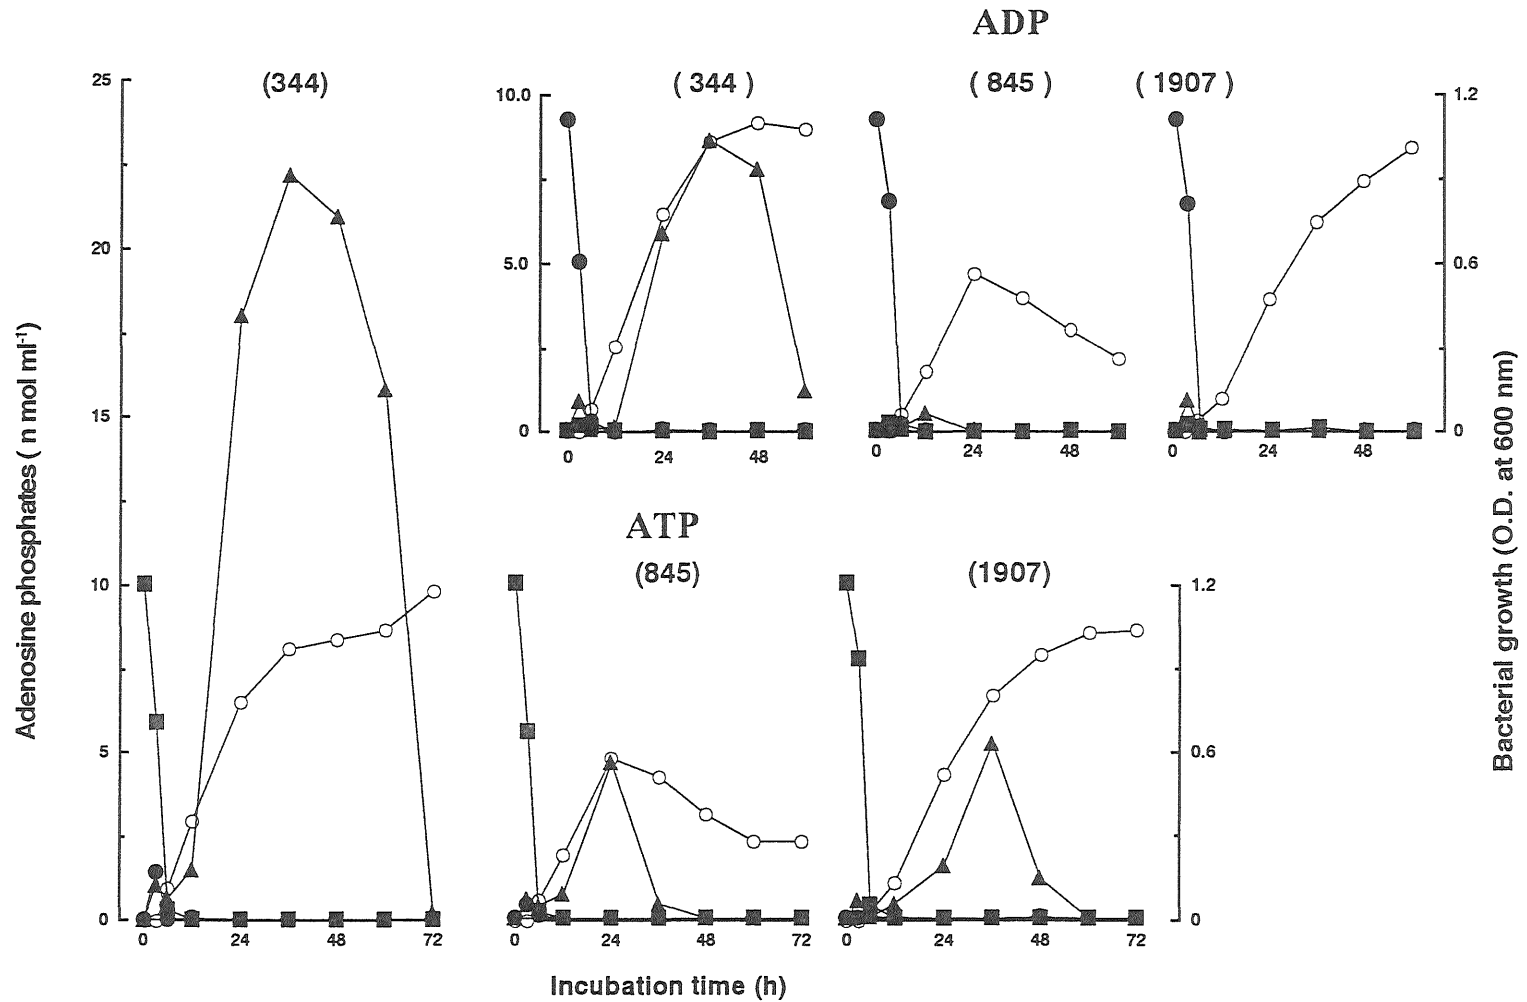 ADP
(344)
( 344 )
( 845 )
( 1907 )
25
20
15
10
5
0
10.0
5.0
0
1.2
0.6
0
0 24 48
0 24 48
0 24 48
ATP
(845)
(1907)
1.2
0.6
0
0 24 48 72
0 24 48 72
0 24 48 72
Adenosine phosphates ( n mol ml⁻¹)
Bacterial growth (O.D. at 600 nm)
Incubation time (h)